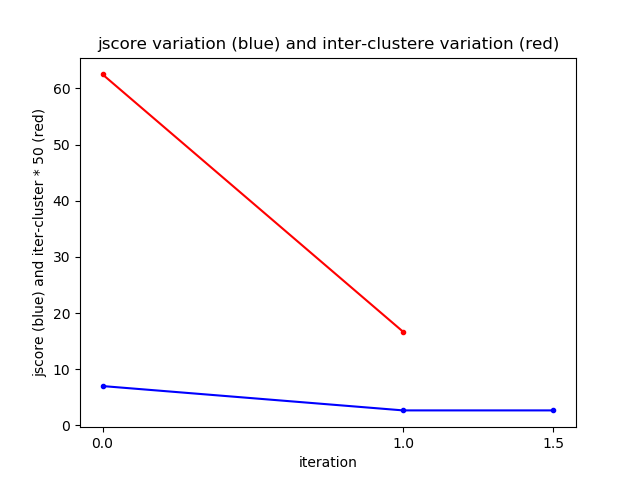 jscore variation (blue) and inter-clustere variation (red)
jscore (blue) and iter-cluster * 50 (red)
60
50
40
30
20
10
0
0.0 1.0 1.5
iteration